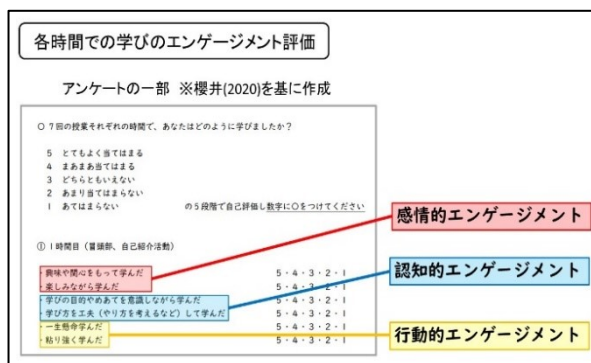 各時間での学びのエンゲージメント評価
アンケートの一部 ※櫻井(2020)を基に作成
〇 7回の授業それぞれの時間で、あなたはどのように学びましたか？
5 とてもよく当てはまる
4 まあまあ当てはまる
3 どちらともいえない
2 あまり当てはまらない
1 あてはまらない の5段階で自己評価し数字に〇をつけてください
① 1時間目（冒頭部、自己紹介活動）
・興味や関心をもって学んだ 5・4・3・2・1
・楽しみながら学んだ 5・4・3・2・1
・学びの目的やめあてを意識しながら学んだ 5・4・3・2・1
・学び方を工夫（やり方を考えるなど）して学んだ 5・4・3・2・1
・一生懸命学んだ 5・4・3・2・1
・粘り強く学んだ 5・4・3・2・1
感情的エンゲージメント
認知的エンゲージメント
行動的エンゲージメント